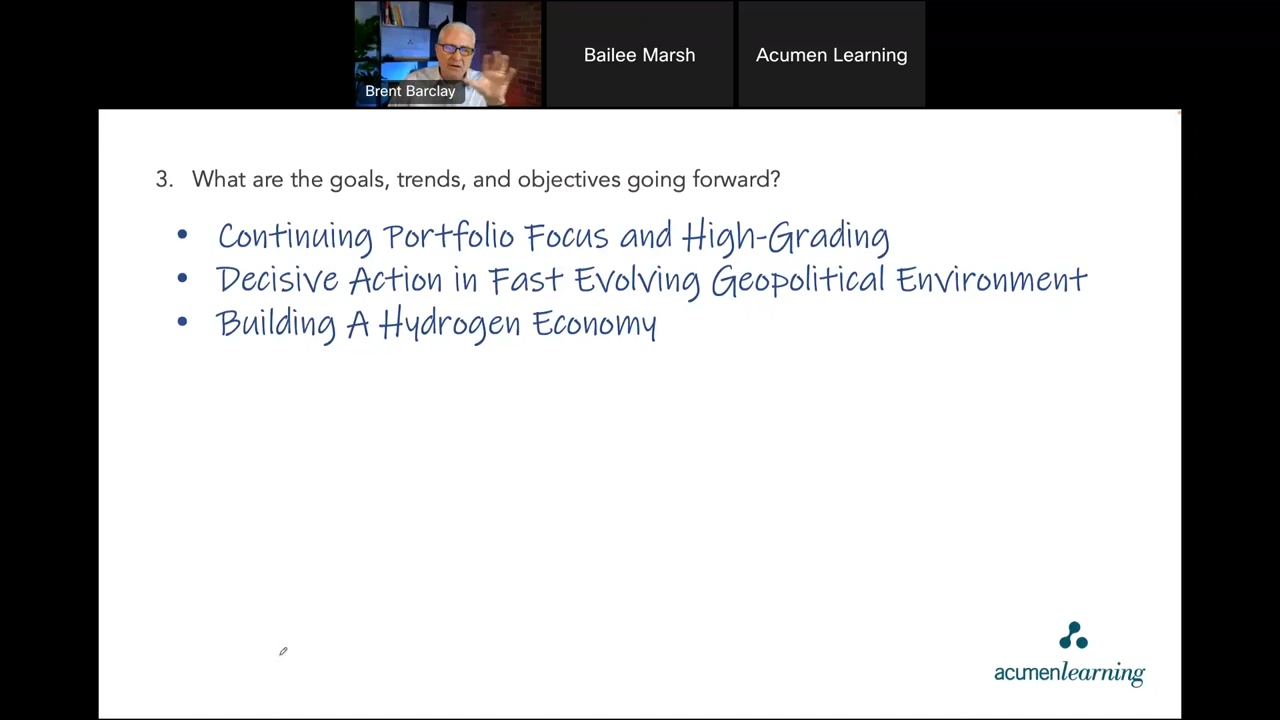 Brent Barclay
Bailee Marsh
Acumen Learning
3. What are the goals, trends, and objectives going forward?
• Continuing Portfolio Focus and High-Grading
• Decisive Action in Fast Evolving Geopolitical Environment
• Building A Hydrogen Economy
acumenlearning